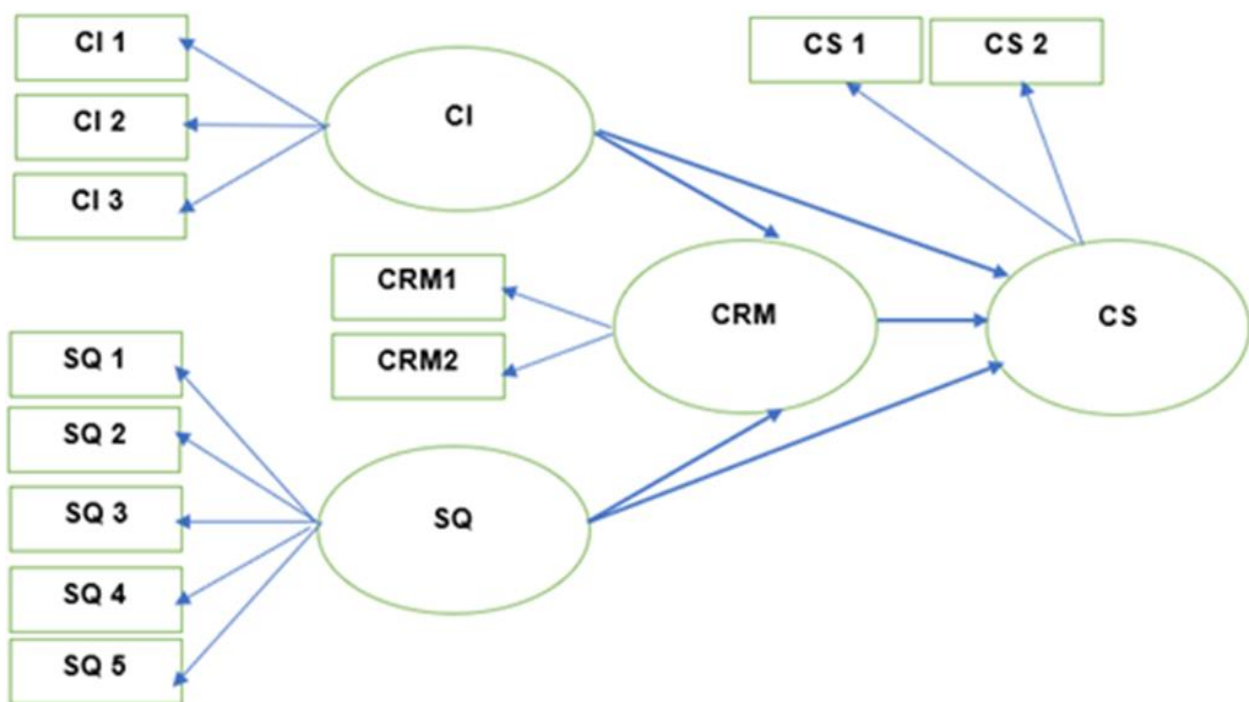 CI 1
CI 2
CI 3
CI
CS 1
CS 2
CRM1
CRM2
CRM
CS
SQ 1
SQ 2
SQ 3
SQ 4
SQ 5
SQ